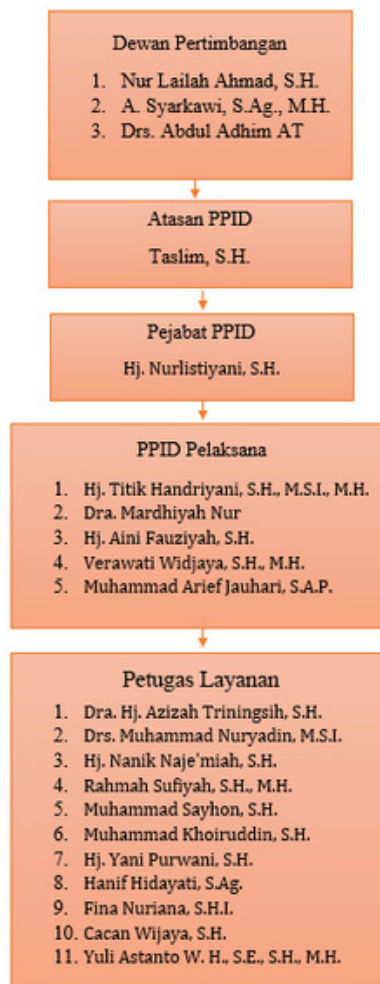 Dewan Pertimbangan
1. Nur Lailah Ahmad, S.H.
2. A. Syarkawi, S.Ag., M.H.
3. Drs. Abdul Adhim AT
Atasan PPID
Taslim, S.H.
Pejabat PPID
Hj. Nurlistiyani, S.H.
PPID Pelaksana
1. Hj. Titik Handriyani, S.H., M.S.I., M.H.
2. Dra. Mardhiyah Nur
3. Hj. Aini Fauziyah, S.H.
4. Verawati Widjaya, S.H., M.H.
5. Muhammad Arief Jauhari, S.A.P.
Petugas Layanan
1. Dra. Hj. Azizah Triningsih, S.H.
2. Drs. Muhammad Nuryadin, M.S.I.
3. Hj. Nanik Naje'miah, S.H.
4. Rahmah Sufiyah, S.H., M.H.
5. Muhammad Sayhon, S.H.
6. Muhammad Khoiruddin, S.H.
7. Hj. Yani Purwani, S.H.
8. Hanif Hidayati, S.Ag.
9. Fina Nuriana, S.H.I.
10. Cacan Wijaya, S.H.
11. Yuli Astanto W. H., S.E., S.H., M.H.